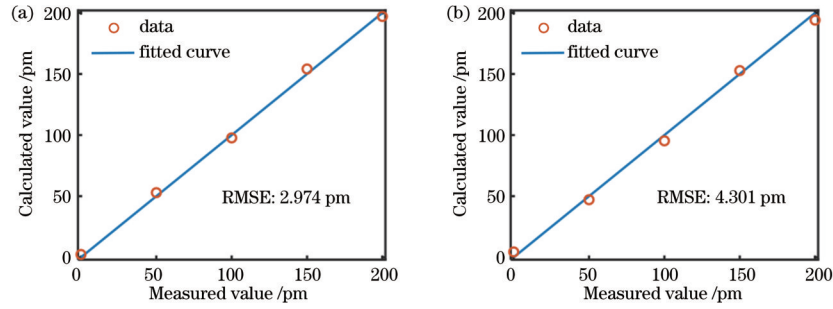 (a)
data
fitted curve
RMSE: 2.974 pm
Calculated value /pm
200
150
100
50
0
0 50 100 150 200
Measured value /pm
(b)
data
fitted curve
RMSE: 4.301 pm
Calculated value /pm
200
150
100
50
0
0 50 100 150 200
Measured value /pm